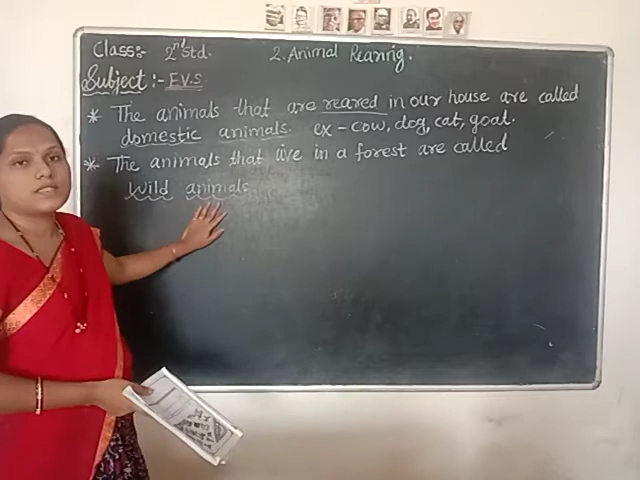 Class:- 2nd Std. 2. Animal Rearing.
Subject :- E.V.S.
* The animals that are reared in our house are called
domestic animals. ex - cow, dog, cat, goat.
* The animals that live in a forest are called
Wild animals